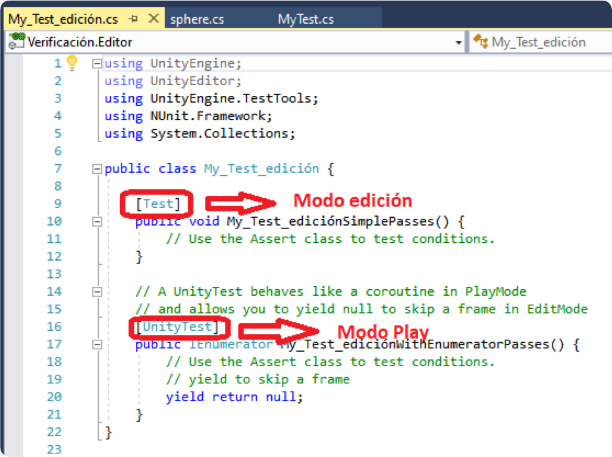 My_Test_edición.cs sphere.cs MyTest.cs
Verificación.Editor My_Test_edición
1 using UnityEngine;
2 using UnityEditor;
3 using UnityEngine.TestTools;
4 using NUnit.Framework;
5 using System.Collections;
6
7 public class My_Test_edición {
8
9 [Test] Modo edición
10 public void My_Test_ediciónSimplePasses() {
11 // Use the Assert class to test conditions.
12 }
13
14 // A UnityTest behaves like a coroutine in PlayMode
15 // and allows you to yield null to skip a frame in EditMode
16 [UnityTest] Modo Play
17 public IEnumerator My_Test_ediciónWithEnumeratorPasses() {
18 // Use the Assert class to test conditions.
19 // yield to skip a frame
20 yield return null;
21 }
22 }
23